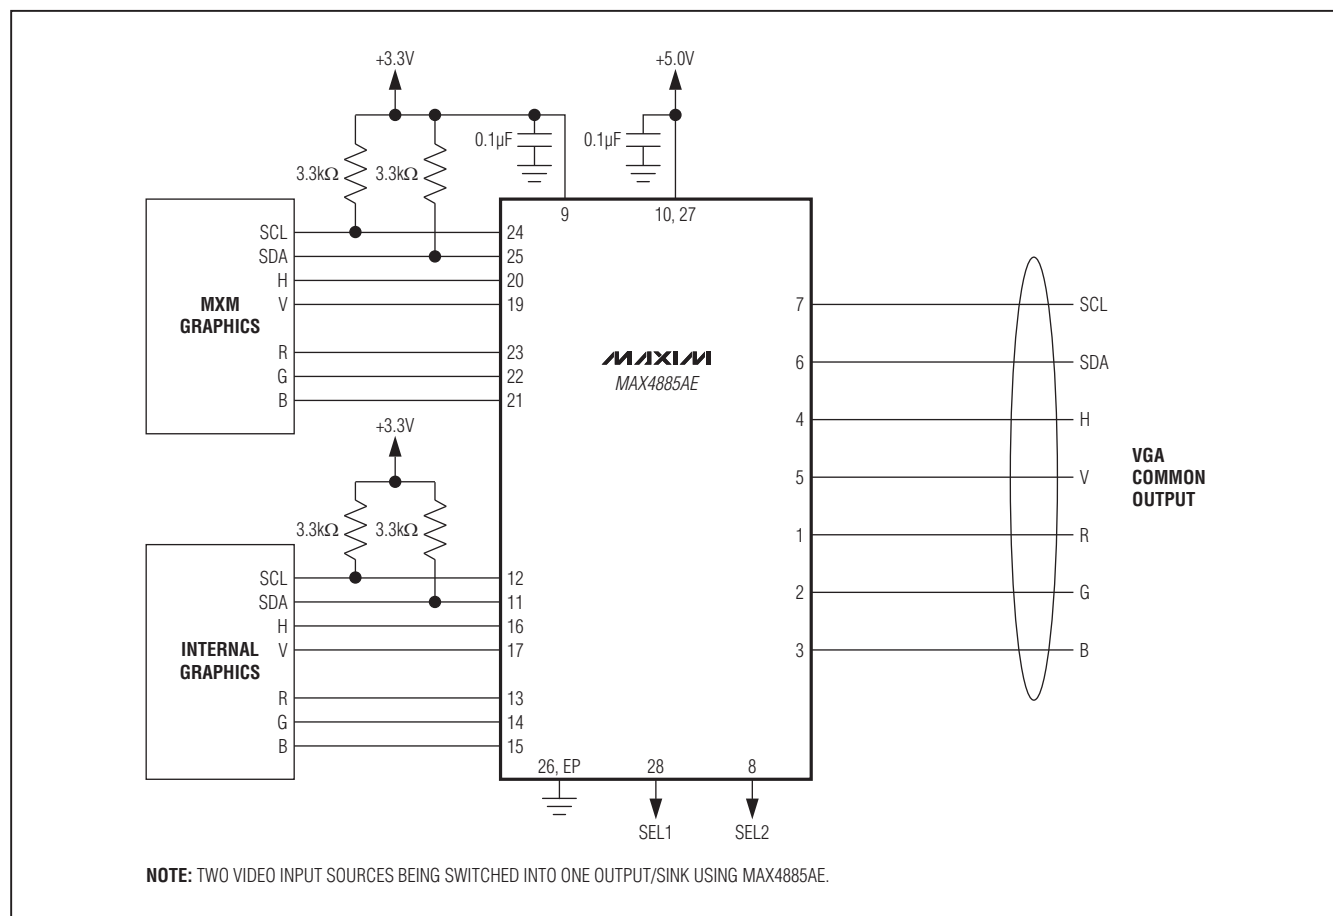 +3.3V
+5.0V
0.1µF
0.1µF
3.3kΩ
3.3kΩ
9
10, 27
MXM
GRAPHICS
SCL
SDA
H
V
R
G
B
24
25
20
19
23
22
21
MAXIM
MAX4885AE
+3.3V
3.3kΩ
3.3kΩ
INTERNAL
GRAPHICS
SCL
SDA
H
V
R
G
B
12
11
16
17
13
14
15
7
6
4
5
1
2
3
SCL
SDA
H
V
R
G
B
VGA
COMMON
OUTPUT
26, EP
28
8
SEL1
SEL2
NOTE: TWO VIDEO INPUT SOURCES BEING SWITCHED INTO ONE OUTPUT/SINK USING MAX4885AE.